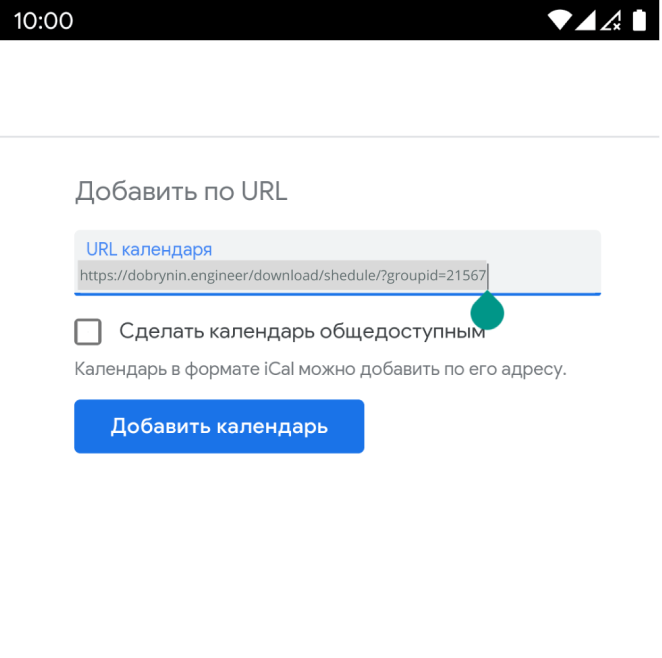 10:00
Добавить по URL
URL календаря
https://dobrynin.engineer/download/shedule/?groupid=21567
Сделать календарь общедоступным
Календарь в формате iCal можно добавить по его адресу.
Добавить календарь